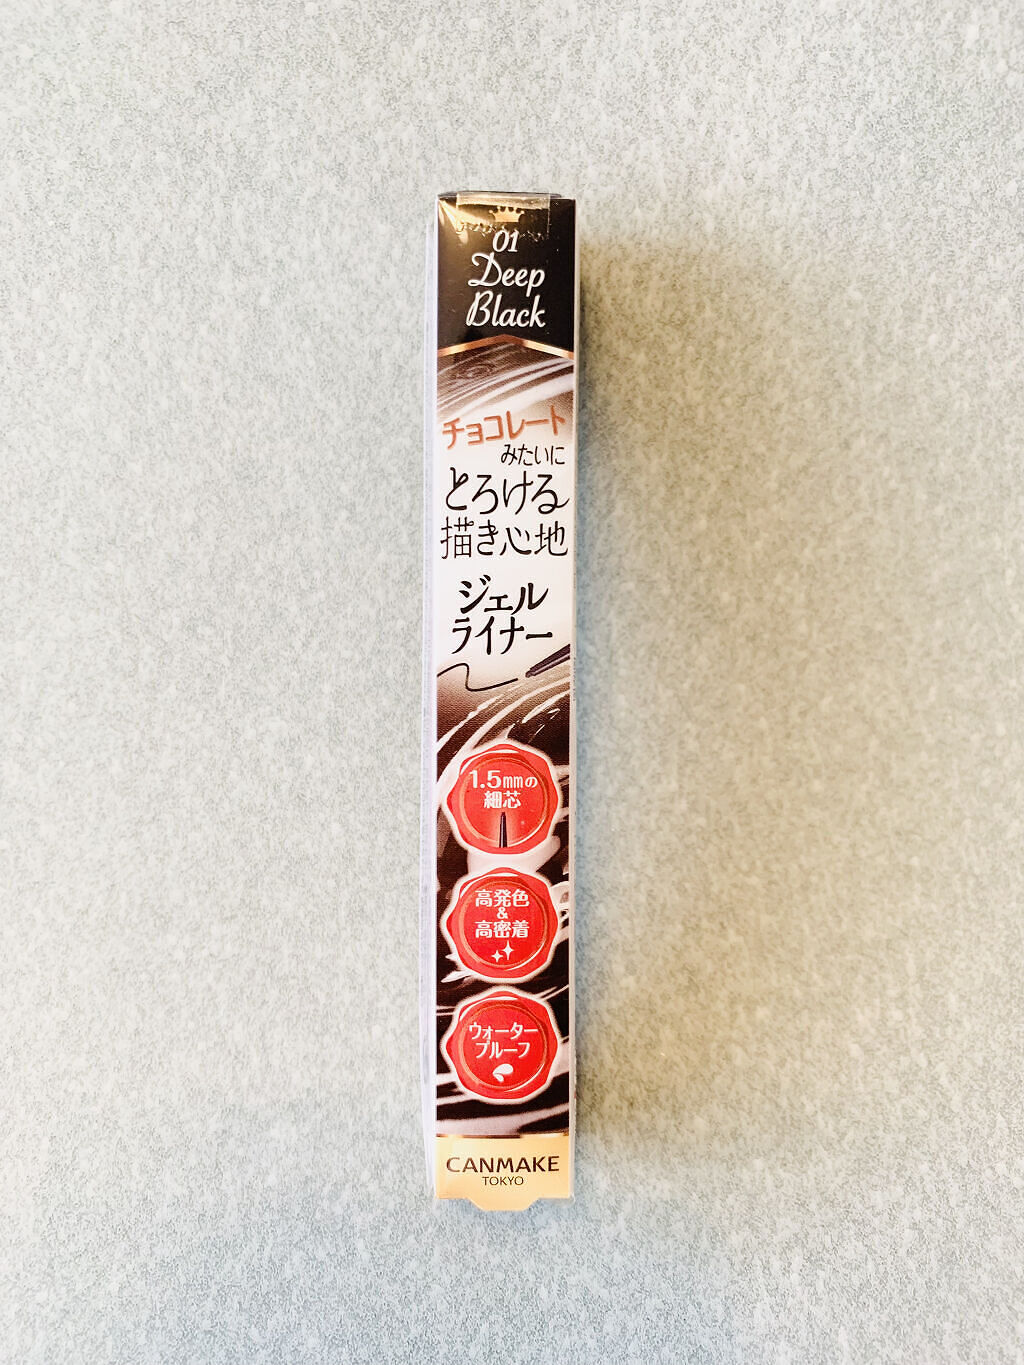 01
Deep
Black
チョコレート
みたいに
とろける
描き心地
ジェル
ライナー
1.5mmの
細芯
高発色
&
高密着
ウォーター
プルーフ
CANMAKE
TOKYO